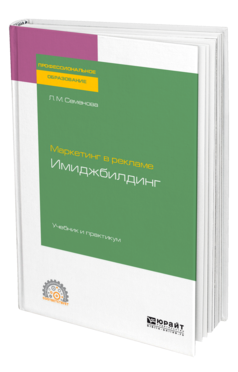 ПРОФЕССИОНАЛЬНОЕ
ОБРАЗОВАНИЕ
Л. М. Семенова
Маркетинг в рекламе
Имиджбилдинг
Учебник и практикум
юрайт